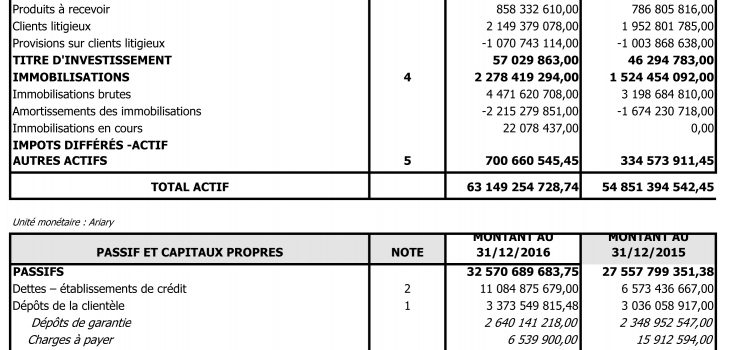 Produits à recevoir 858 332 610,00 786 805 816,00
Clients litigieux 2 149 379 078,00 1 952 801 785,00
Provisions sur clients litigieux -1 070 743 114,00 -1 003 868 638,00
TITRE D'INVESTISSEMENT 57 029 863,00 46 294 783,00
IMMOBILISATIONS 4 2 278 419 294,00 1 524 454 092,00
Immobilisations brutes 4 471 620 708,00 3 198 684 810,00
Amortissements des immobilisations -2 215 279 851,00 -1 674 230 718,00
Immobilisations en cours 22 078 437,00 0,00
IMPOTS DIFFÉRÉS -ACTIF
AUTRES ACTIFS 5 700 660 545,45 334 573 911,45
TOTAL ACTIF 63 149 254 728,74 54 851 394 542,45
Unité monétaire : Ariary
PASSIF ET CAPITAUX PROPRES NOTE MONTANT AU 31/12/2016 MONTANT AU 31/12/2015
PASSIFS 32 570 689 683,75 27 557 799 351,38
Dettes – établissements de crédit 2 11 084 875 679,00 6 573 436 667,00
Dépôts de la clientèle 1 3 373 549 815,48 3 036 058 917,00
Dépôts de garantie 2 640 141 218,00 2 348 952 547,00
Charges à payer 6 539 900,00 15 912 594,00